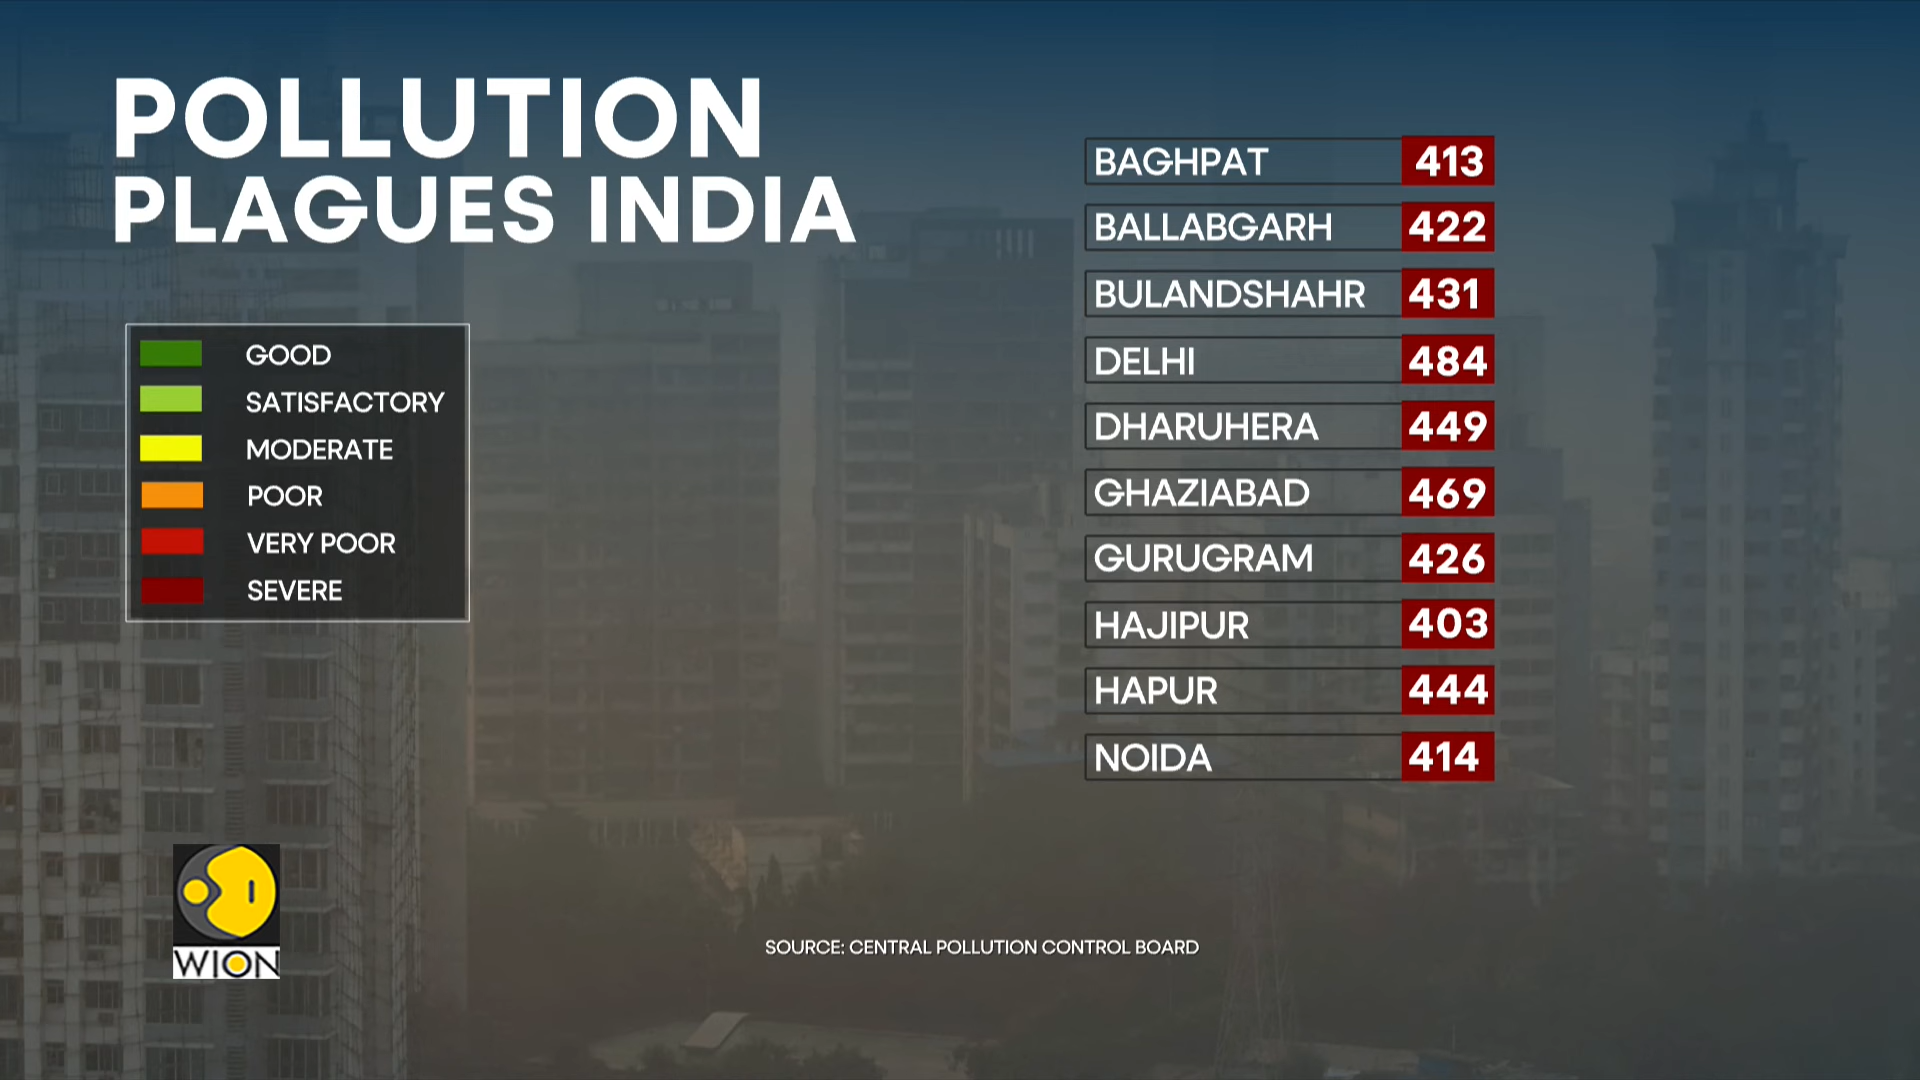 POLLUTION
PLAGUES INDIA
GOOD
SATISFACTORY
MODERATE
POOR
VERY POOR
SEVERE
BAGHPAT 413
BALLABGARH 422
BULANDSHAHR 431
DELHI 484
DHARUHERA 449
GHAZIABAD 469
GURUGRAM 426
HAJIPUR 403
HAPUR 444
NOIDA 414
WION
SOURCE: CENTRAL POLLUTION CONTROL BOARD